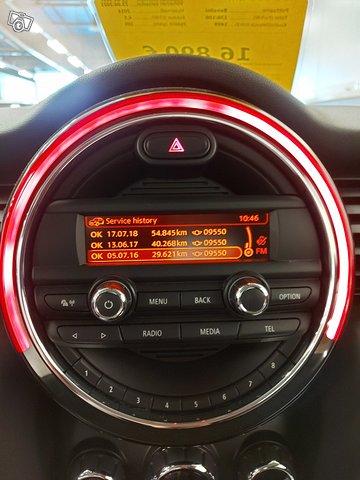 16 890 €
Service history 10:46
OK 17.07.18 54.845km 09550
OK 13.06.17 40.268km 09550
OK 05.07.16 29.621km 09550
FM
MENU BACK OPTION
RADIO MEDIA TEL
1 2 3 4 5 6 7 8